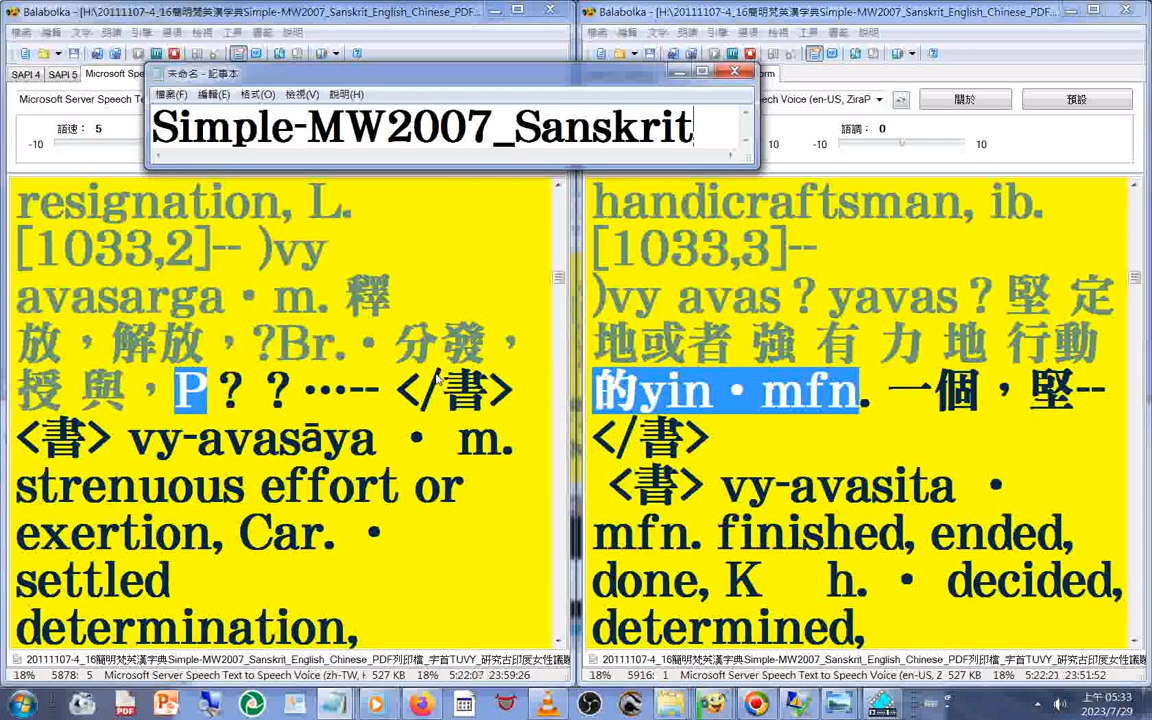 Balabolka - [H:\20111107-4_16簡明梵英漢字典Simple-MW2007_Sanskrit_English_Chinese_PDF...
Balabolka - [H:\20111107-4_16簡明梵英漢字典Simple-MW2007_Sanskrit_English_Chinese_PDF...
SAPI 4 SAPI 5 Microsoft Spe
Microsoft Server Speech Text
語速： 5
-10
未命名 - 記事本
檔案(F) 編輯(E) 格式(O) 檢視(V) 說明(H)
Simple-MW2007_Sanskrit
ech Voice (en-US, ZiraP 關於 預設
語調： 0
10 -10 10
resignation, L.
[1033,2]-- )vy
avasarga・m. 釋
放，解放，?Br.・分發，
授與，P？？…-- </書>
<書> vy-avasāya ・ m.
strenuous effort or
exertion, Car. ・
settled
determination,
handicraftsman, ib.
[1033,3]--
)vy avas？yavas？堅定
地或者強有力地行動
的yin・mfn. 一個，堅--
</書>
<書> vy-avasita ・
mfn. finished, ended,
done, K h. ・ decided,
determined,
20111107-4_16簡明梵英漢字典Simple-MW2007_Sanskrit_English_Chinese_PDF列印檔_字首TUVY_研究古印度女性議題
20111107-4_16簡明梵英漢字典Simple-MW2007_Sanskrit_English_Chinese_PDF列印檔_字首TUVY_研究古印度女性議題
18% 5878: 5 Microsoft Server Speech Text to Speech Voice (zh-TW, H 527 KB 18% 5:22:07 23:59:26
18% 5916: 1 Microsoft Server Speech Text to Speech Voice (en-US, Z 527 KB 18% 5:22:21 23:51:52
上午 05:33
2023/7/29